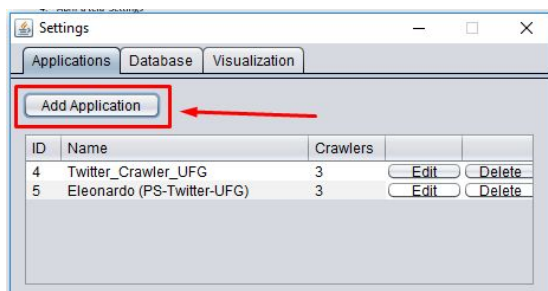 Settings
Applications Database Visualization
Add Application
ID Name Crawlers
4 Twitter_Crawler_UFG 3 Edit Delete
5 Eleonardo (PS-Twitter-UFG) 3 Edit Delete